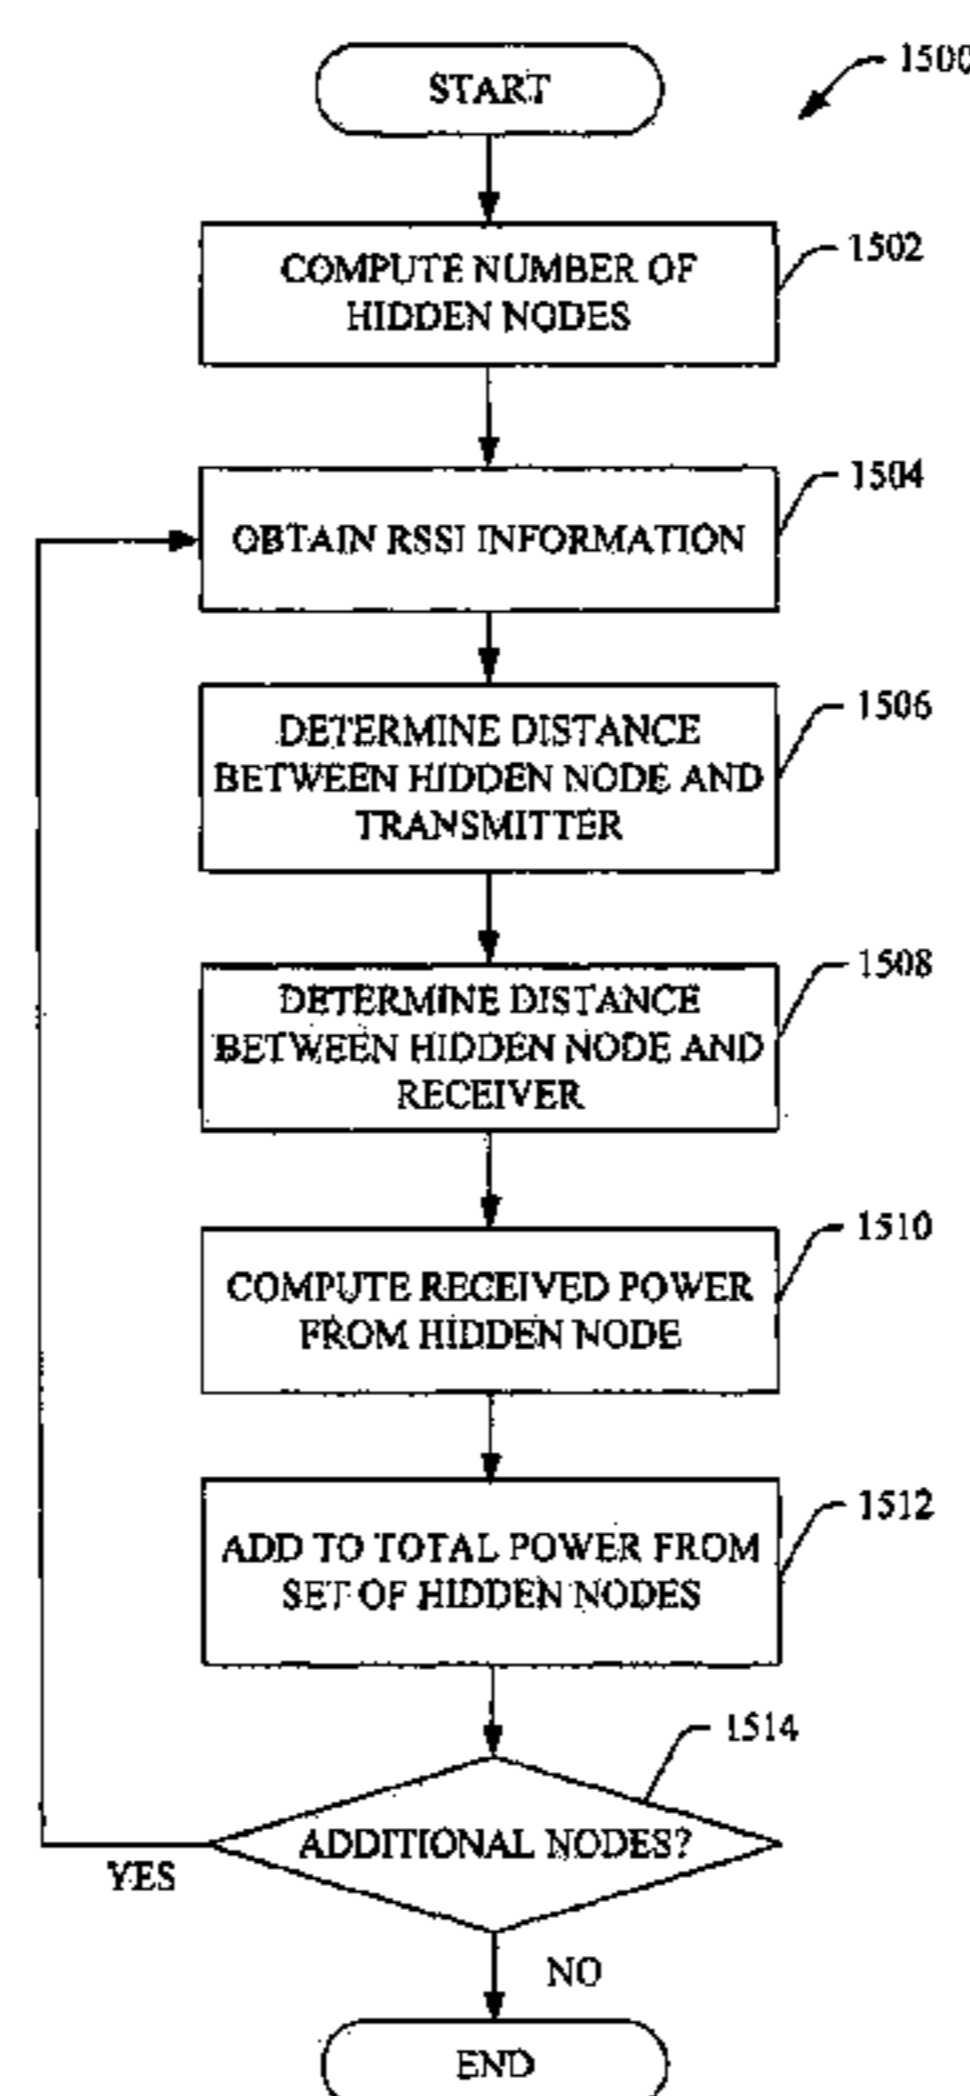 START
1500
COMPUTE NUMBER OF
HIDDEN NODES
1502
OBTAIN RSSI INFORMATION
1504
DETERMINE DISTANCE
BETWEEN HIDDEN NODE AND
TRANSMITTER
1506
DETERMINE DISTANCE
BETWEEN HIDDEN NODE AND
RECEIVER
1508
COMPUTE RECEIVED POWER
FROM HIDDEN NODE
1510
ADD TO TOTAL POWER FROM
SET OF HIDDEN NODES
1512
1514
ADDITIONAL NODES?
YES
NO
END